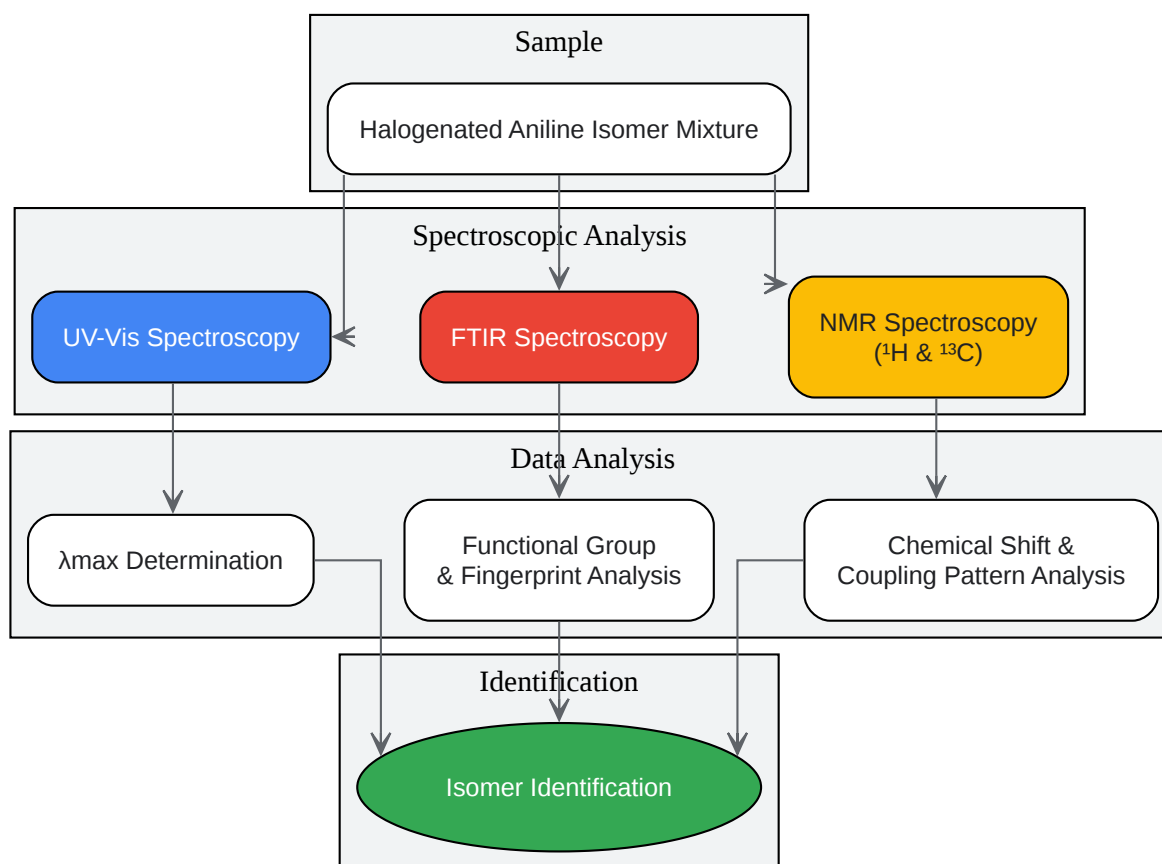 Sample
Halogenated Aniline Isomer Mixture
Spectroscopic Analysis
UV-Vis Spectroscopy
FTIR Spectroscopy
NMR Spectroscopy
(¹H & ¹³C)
Data Analysis
λmax Determination
Functional Group
& Fingerprint Analysis
Chemical Shift &
Coupling Pattern Analysis
Identification
Isomer Identification